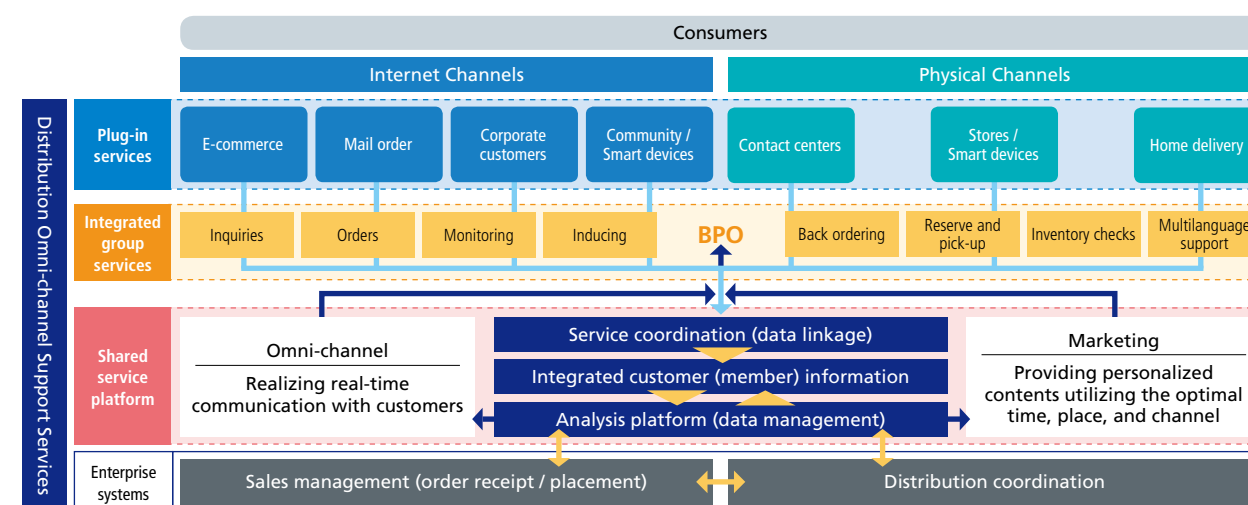 Consumers
Internet Channels
Physical Channels
Distribution Omni-channel Support Services
Plug-in
services
E-commerce
Mail order
Corporate
customers
Community /
Smart devices
Contact centers
Stores /
Smart devices
Home delivery
Integrated
group
services
Inquiries
Orders
Monitoring
Inducing
BPO
Back ordering
Reserve and
pick-up
Inventory checks
Multilanguage
support
Shared
service
platform
Omni-channel
Realizing real-time
communication with customers
Service coordination (data linkage)
Integrated customer (member) information
Analysis platform (data management)
Marketing
Providing personalized
contents utilizing the optimal
time, place, and channel
Enterprise
systems
Sales management (order receipt / placement)
Distribution coordination